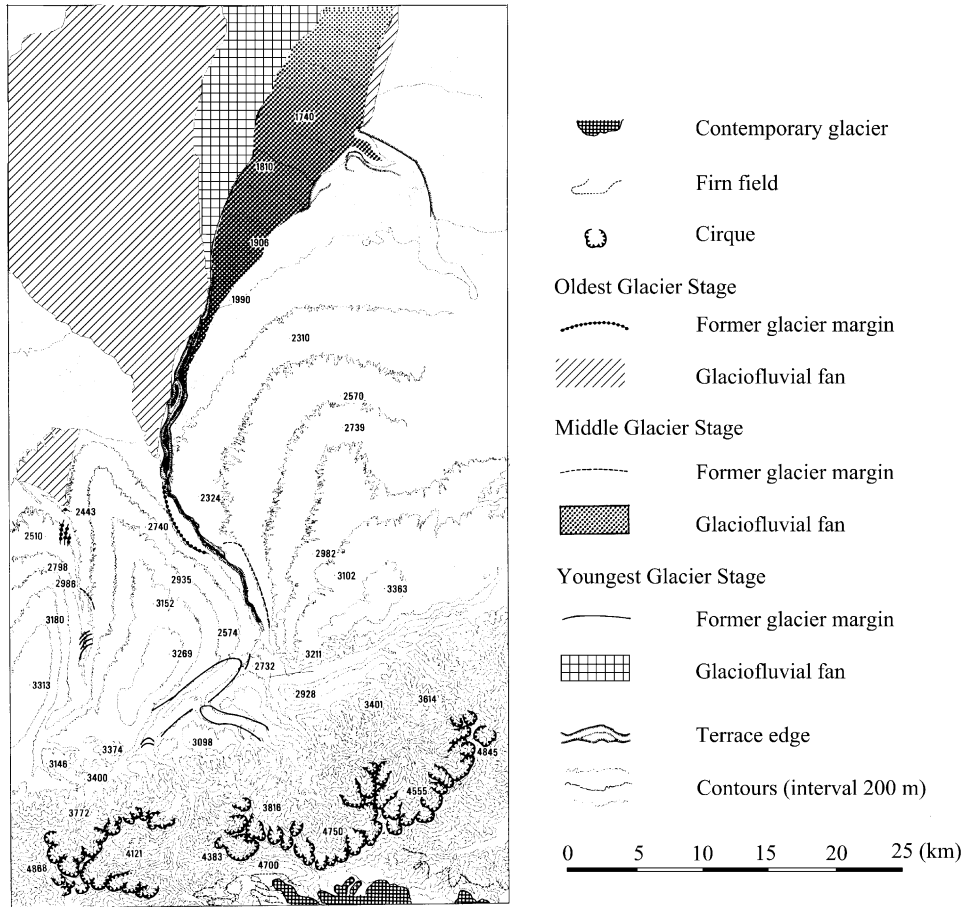 1740
1810
1906
1990
2310
2570
2739
2324
2443
2740
2510
2982
2798
2935
3102
2986
3363
3152
3180
2574
3211
3269
2732
3313
2928
3614
3401
3098
3374
4845
3146
3400
4555
3816
3772
4750
4121
4383
4700
4868
Contemporary glacier
Firn field
Cirque
Oldest Glacier Stage
Former glacier margin
Glaciofluvial fan
Middle Glacier Stage
Former glacier margin
Glaciofluvial fan
Youngest Glacier Stage
Former glacier margin
Glaciofluvial fan
Terrace edge
Contours (interval 200 m)
0 5 10 15 20 25 (km)